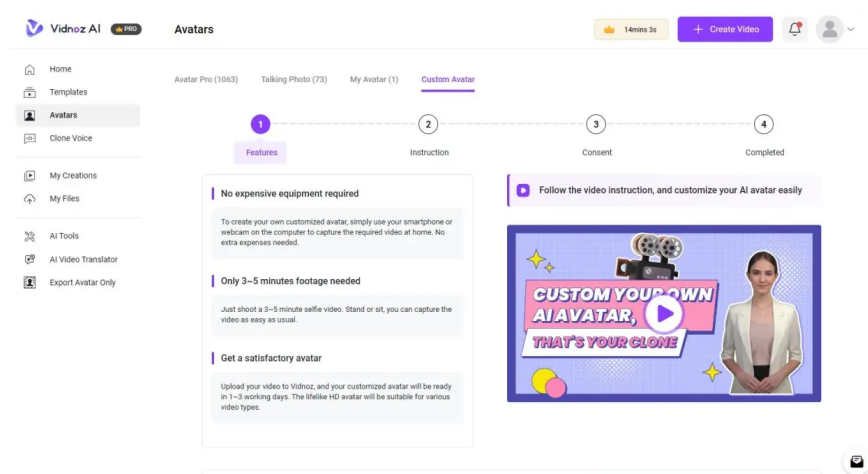 Vidnoz AI PRO
Avatars
14mins 3s
+ Create Video
Home
Templates
Avatars
Clone Voice
My Creations
My Files
AI Tools
AI Video Translator
Export Avatar Only
Avatar Pro (1063) Talking Photo (73) My Avatar (1) Custom Avatar
1 2 3 4
Features Instruction Consent Completed
No expensive equipment required
To create your own customized avatar, simply use your smartphone or
webcam on the computer to capture the required video at home. No
extra expenses needed.
Only 3~5 minutes footage needed
Just shoot a 3~5 minute selfie video. Stand or sit, you can capture the
video as easy as usual.
Get a satisfactory avatar
Upload your video to Vidnoz, and your customized avatar will be ready
in 1~3 working days. The lifelike HD avatar will be suitable for various
video types.
Follow the video instruction, and customize your AI avatar easily
CUSTOM YOUR OWN
AI AVATAR,
THAT'S YOUR CLONE